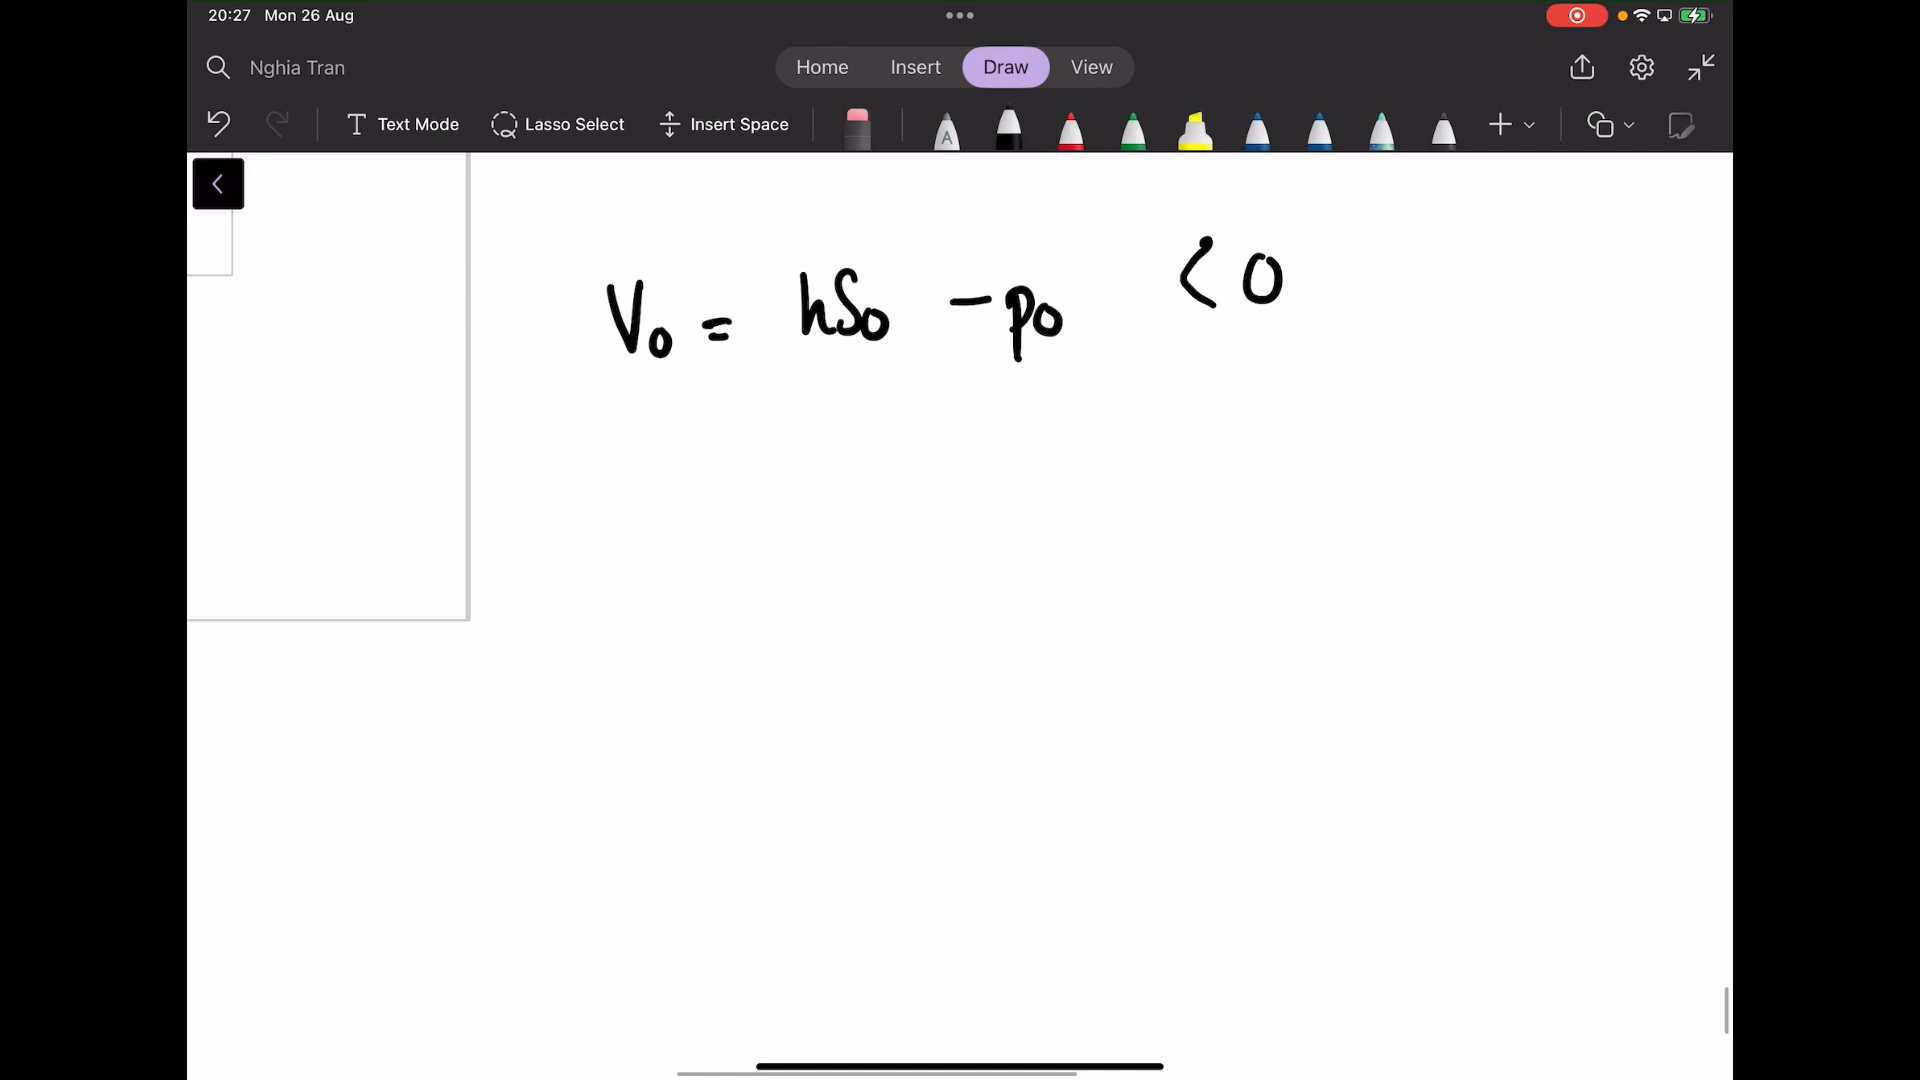 20:27 Mon 26 Aug
Nghia Tran
Home Insert Draw View
Text Mode Lasso Select Insert Space A
V₀ = hS₀ − p₀ < 0